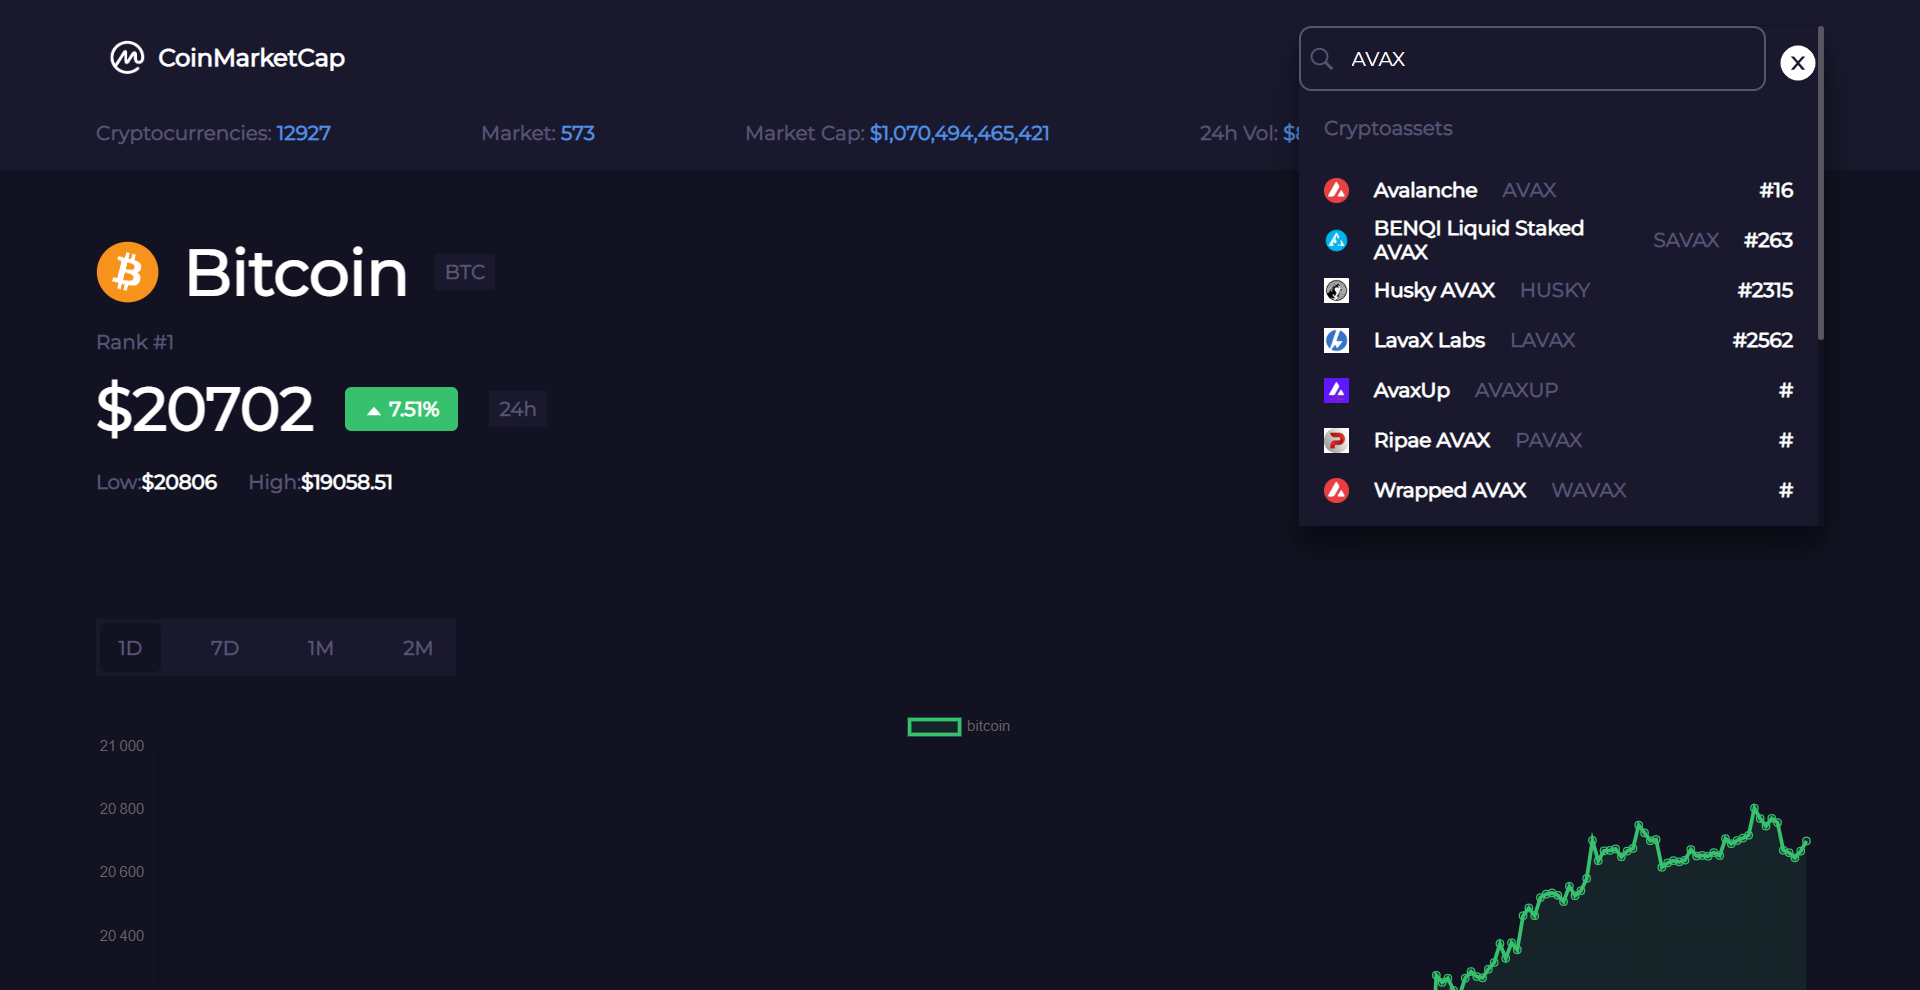 CoinMarketCap
AVAX
X
Cryptocurrencies: 12927
Market: 573
Market Cap: $1,070,494,465,421
24h Vol:
Cryptoassets
Avalanche AVAX #16
BENQI Liquid Staked
AVAX
SAVAX #263
Husky AVAX HUSKY #2315
LavaX Labs LAVAX #2562
AvaxUp AVAXUP #
Ripae AVAX PAVAX #
Wrapped AVAX WAVAX #
Bitcoin BTC
Rank #1
$20702 7.51% 24h
Low:$20806 High:$19058.51
1D 7D 1M 2M
bitcoin
21 000
20 800
20 600
20 400